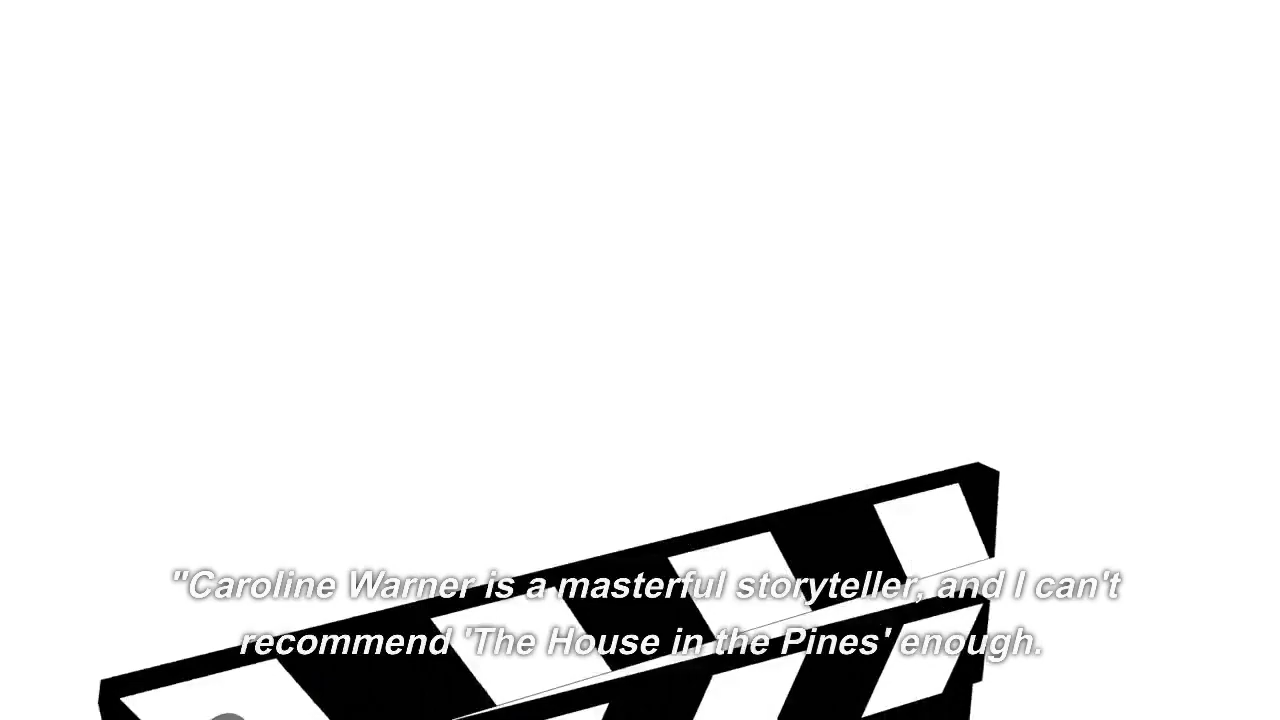 "Caroline Warner is a masterful storyteller, and I can't
recommend 'The House in the Pines' enough.